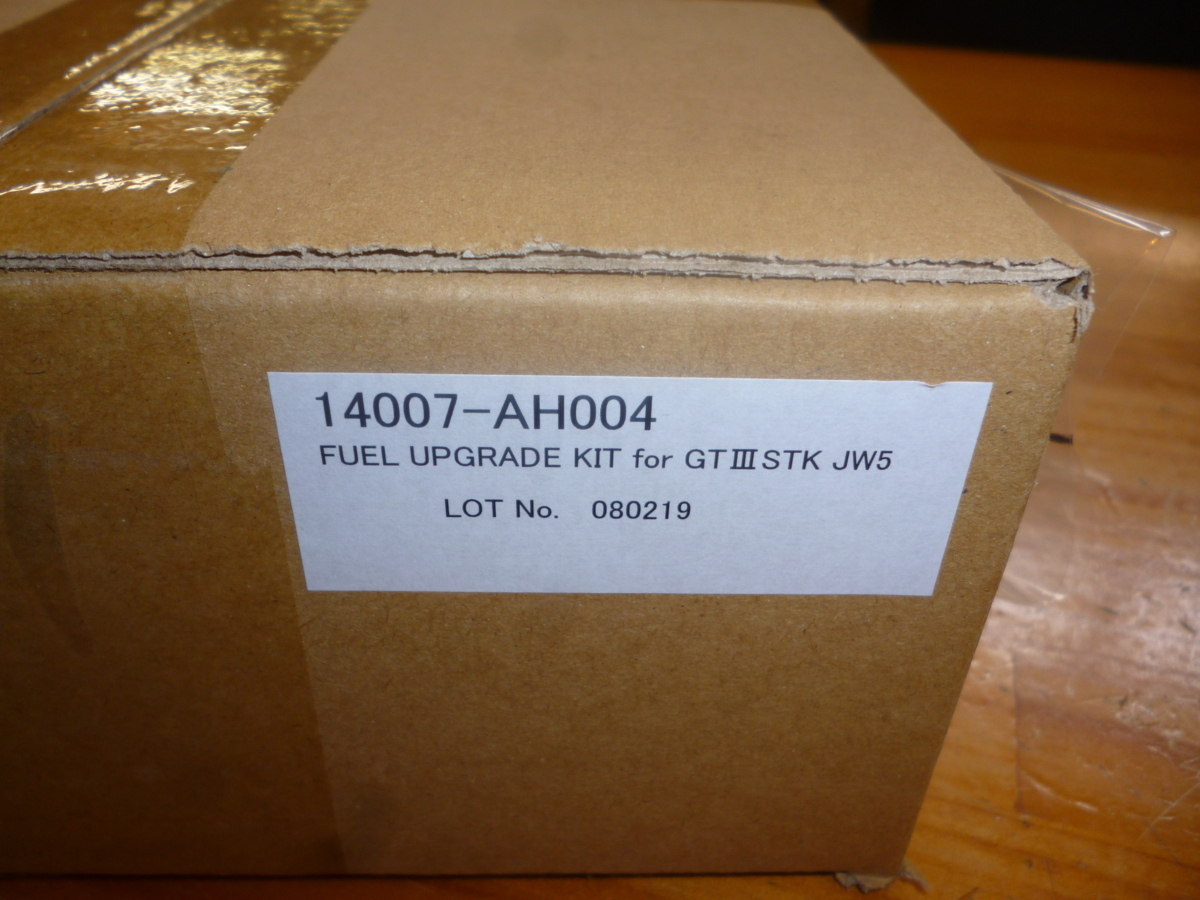 14007-AH004
FUEL UPGRADE KIT for GTⅢSTK JW5
LOT No. 080219